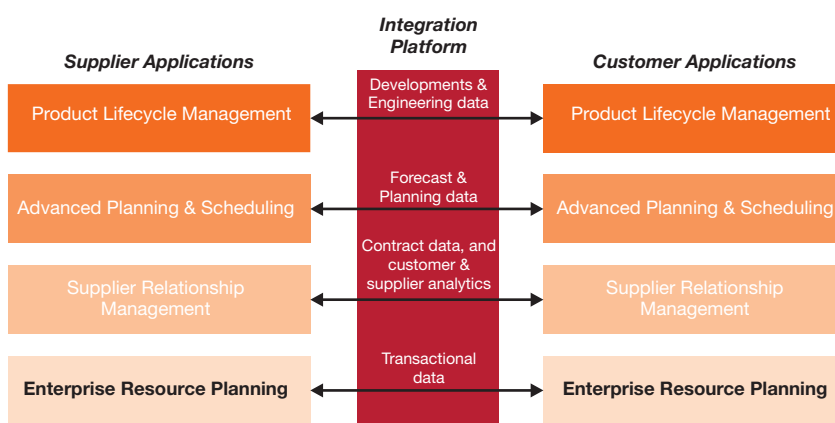 Supplier Applications
Integration
Platform
Customer Applications
Product Lifecycle Management
Developments &
Engineering data
Product Lifecycle Management
Advanced Planning & Scheduling
Forecast &
Planning data
Advanced Planning & Scheduling
Supplier Relationship
Management
Contract data, and
customer &
supplier analytics
Supplier Relationship
Management
Enterprise Resource Planning
Transactional
data
Enterprise Resource Planning